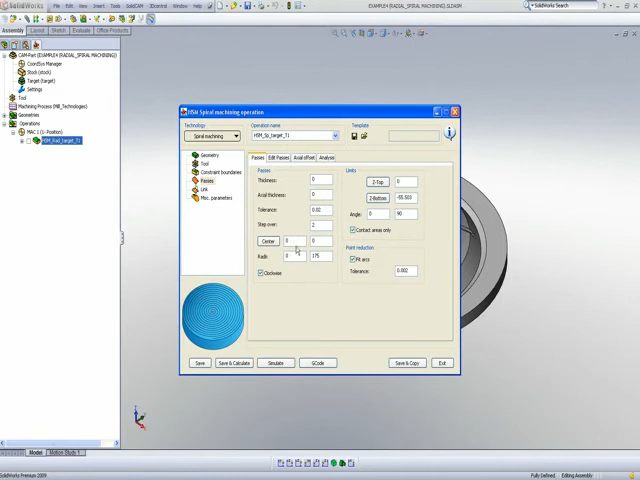 SolidWorks
File Edit View Insert Tools SolidCAM Window Help
EXAMPLE4 (RADIAL_SPIRAL MACHINING).SLDASM
SolidWorks Search
Assembly Layout Sketch Evaluate Office Products
CAM-Part (EXAMPLE4 (RADIAL_SPIRAL MACHINING))
CoordSys Manager
Stock (stock)
Target (target)
Settings
Tool
Machining Process (Mill_Technologies)
Geometries
Operations
MAC 1 (1-Position)
HSM_Rad_target_T1
HSM Spiral machining operation
Technology
Operation name
Template
Spiral machining
HSM_Sp_target_T1
Geometry
Tool
Constraint boundaries
Passes
Link
Misc. parameters
Passes Edit Passes Axial offset Analysis
Passes
Thickness: 0
Axial thickness: 0
Tolerance: 0.02
Step over: 2
Center 0 0
Radii: 0 175
Clockwise
Limits
Z-Top 0
Z-Bottom -55.503
Angle: 0 90
Contact areas only
Point reduction
Fit arcs
Tolerance: 0.002
Save
Save & Calculate
Simulate
GCode
Save & Copy
Exit
Model Motion Study 1
SolidWorks Premium 2009
Fully Defined Editing Assembly